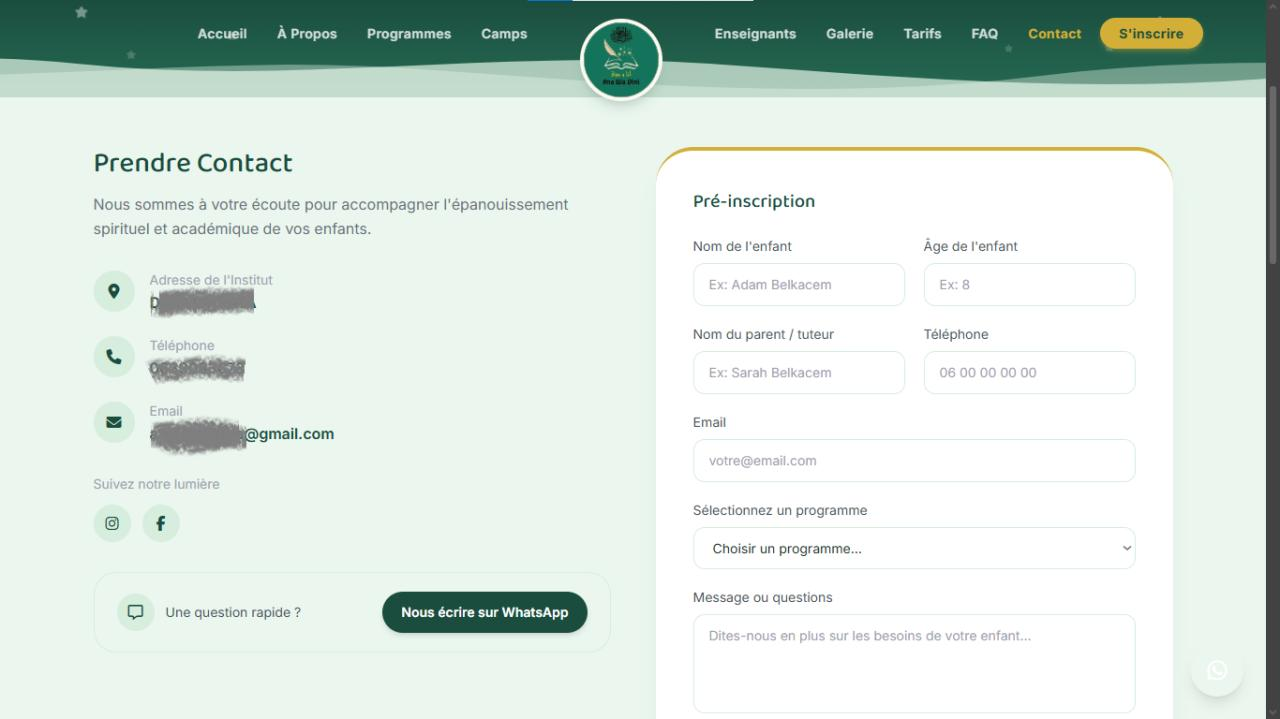 Accueil
À Propos
Programmes
Camps
Enseignants
Galerie
Tarifs
FAQ
Contact
S'inscrire
Prendre Contact
Nous sommes à votre écoute pour accompagner l'épanouissement
spirituel et académique de vos enfants.
Adresse de l'Institut
Téléphone
Email
@gmail.com
Suivez notre lumière
Une question rapide ?
Nous écrire sur WhatsApp
Pré-inscription
Nom de l'enfant
Âge de l'enfant
Ex: Adam Belkacem
Ex: 8
Nom du parent / tuteur
Téléphone
Ex: Sarah Belkacem
06 00 00 00 00
Email
votre@email.com
Sélectionnez un programme
Choisir un programme...
Message ou questions
Dites-nous en plus sur les besoins de votre enfant...